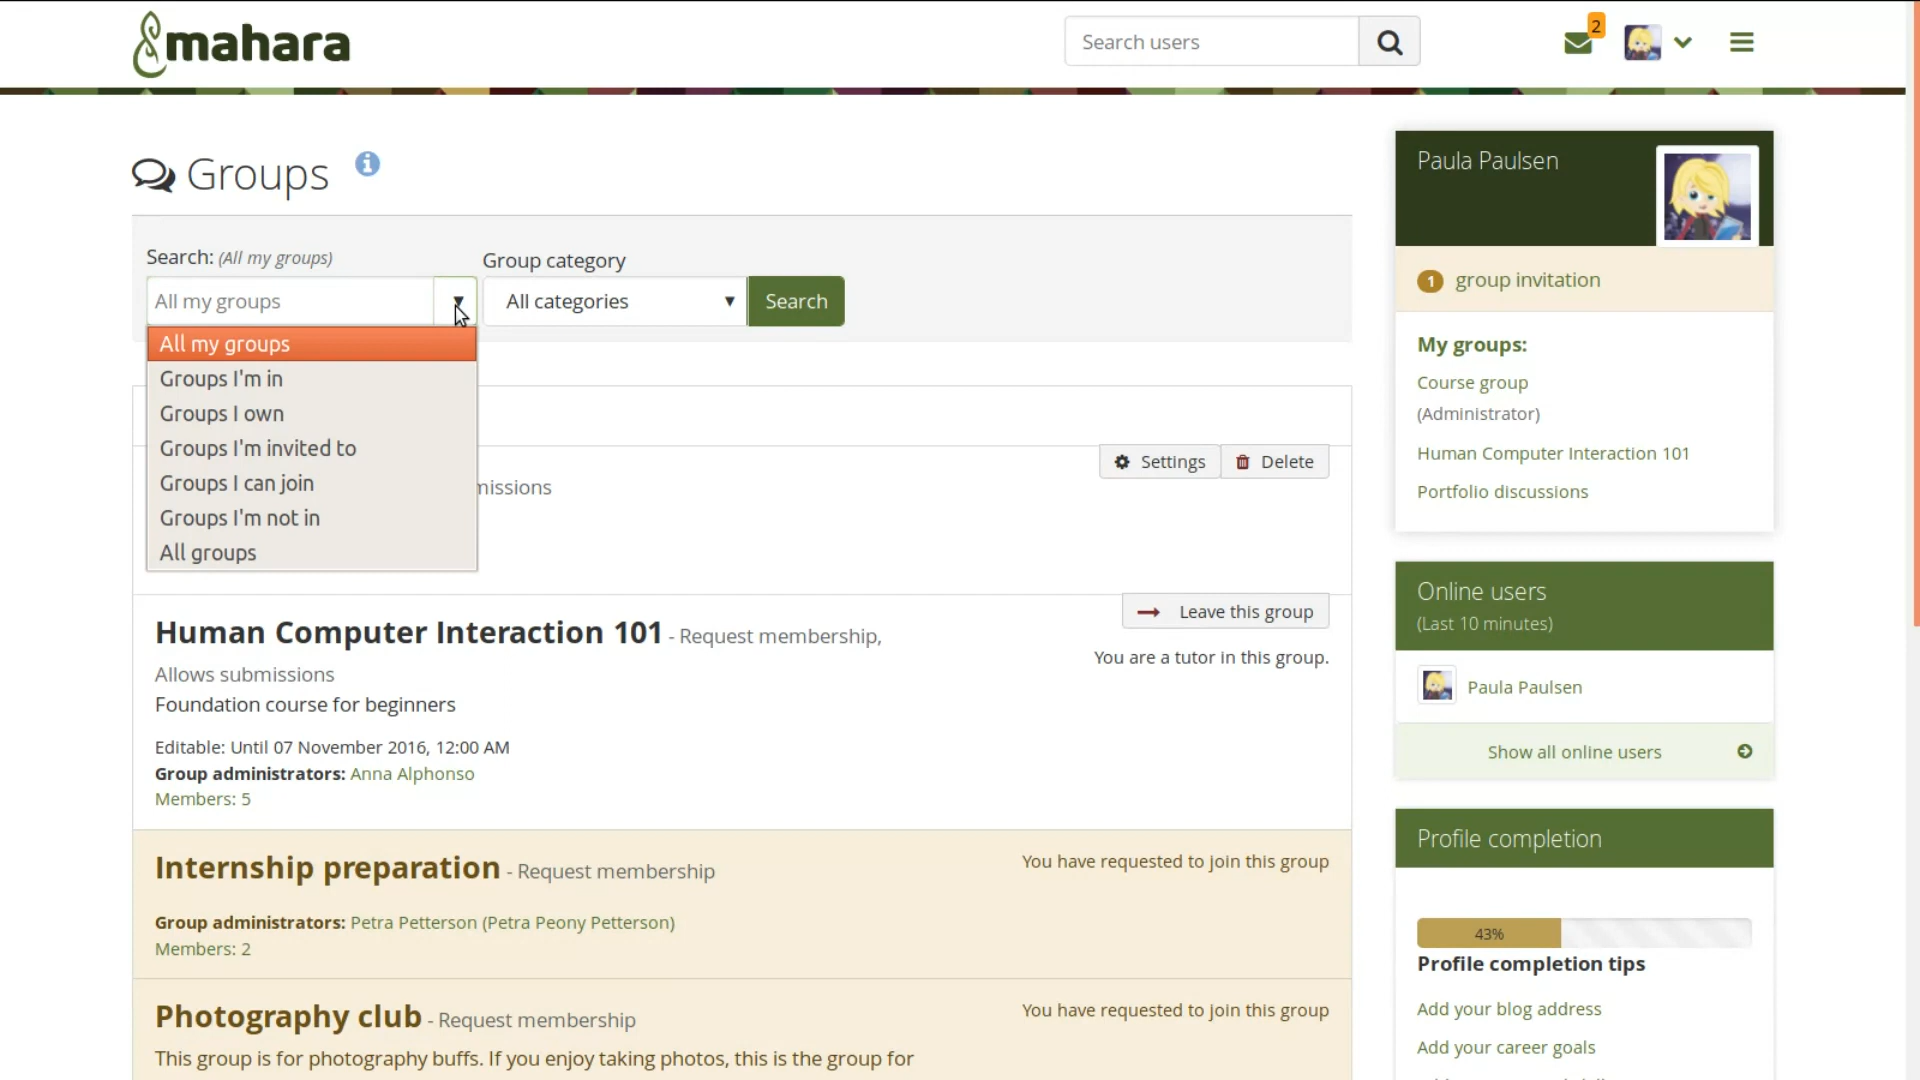 mahara
Search users
2
Groups
Search: (All my groups)
Group category
All my groups
All categories
Search
All my groups
Groups I'm in
Groups I own
Groups I'm invited to
Groups I can join
Groups I'm not in
All groups
Settings
Delete
Human Computer Interaction 101 - Request membership,
Allows submissions
Foundation course for beginners
Editable: Until 07 November 2016, 12:00 AM
Group administrators: Anna Alphonso
Members: 5
Leave this group
You are a tutor in this group.
Internship preparation - Request membership
You have requested to join this group
Group administrators: Petra Petterson (Petra Peony Petterson)
Members: 2
Photography club - Request membership
You have requested to join this group
This group is for photography buffs. If you enjoy taking photos, this is the group for
Paula Paulsen
1 group invitation
My groups:
Course group
(Administrator)
Human Computer Interaction 101
Portfolio discussions
Online users
(Last 10 minutes)
Paula Paulsen
Show all online users
Profile completion
43%
Profile completion tips
Add your blog address
Add your career goals